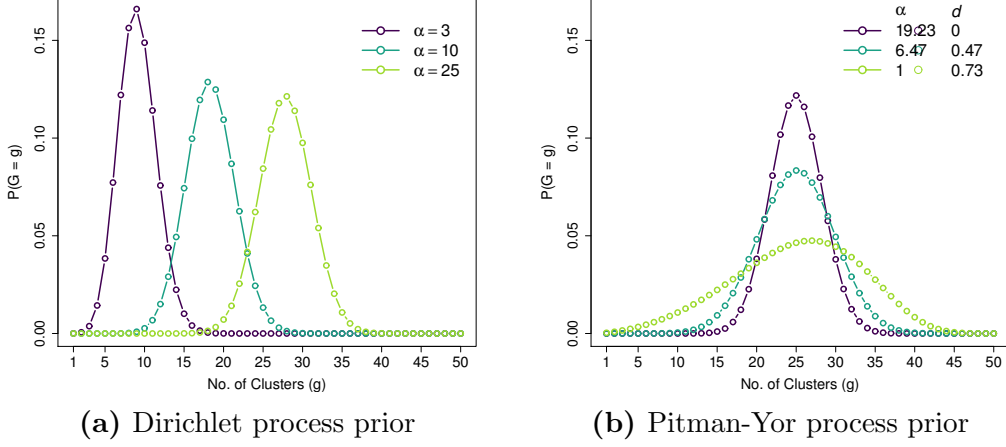 P(G = g)
0.15
0.10
0.05
0.00
α = 3
α = 10
α = 25
1 5 10 15 20 25 30 35 40 45 50
No. of Clusters (g)
(a) Dirichlet process prior
P(G = g)
0.15
0.10
0.05
0.00
α d
19.23 0
6.47 0.47
1 0.73
1 5 10 15 20 25 30 35 40 45 50
No. of Clusters (g)
(b) Pitman-Yor process prior